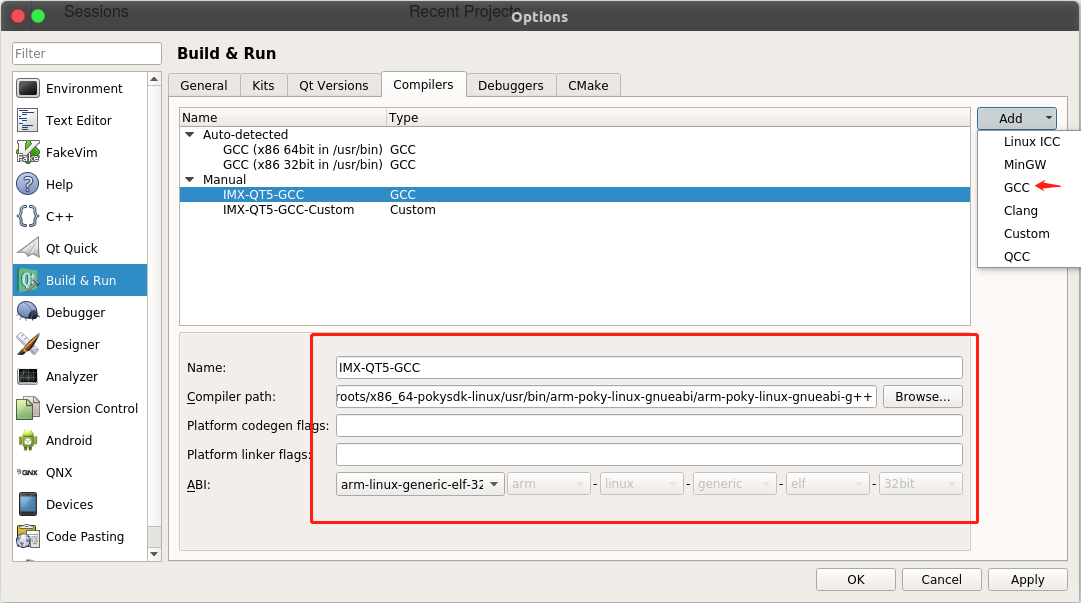 Sessions Recent Projects
Options
Filter
Build & Run
Environment
Text Editor
FakeVim
Help
C++
Qt Quick
Build & Run
Debugger
Designer
Analyzer
Version Control
Android
QNX
Devices
Code Pasting
General Kits Qt Versions Compilers Debuggers CMake
Name Type
Auto-detected
GCC (x86 64bit in /usr/bin) GCC
GCC (x86 32bit in /usr/bin) GCC
Manual
IMX-QT5-GCC GCC
IMX-QT5-GCC-Custom Custom
Add
Linux ICC
MinGW
GCC
Clang
Custom
QCC
Name: IMX-QT5-GCC
Compiler path: roots/x86_64-pokysdk-linux/usr/bin/arm-poky-linux-gnueabi/arm-poky-linux-gnueabi-g++ Browse...
Platform codegen flags:
Platform linker flags:
ABI: arm-linux-generic-elf-32 arm - linux - generic - elf - 32bit
OK Cancel Apply